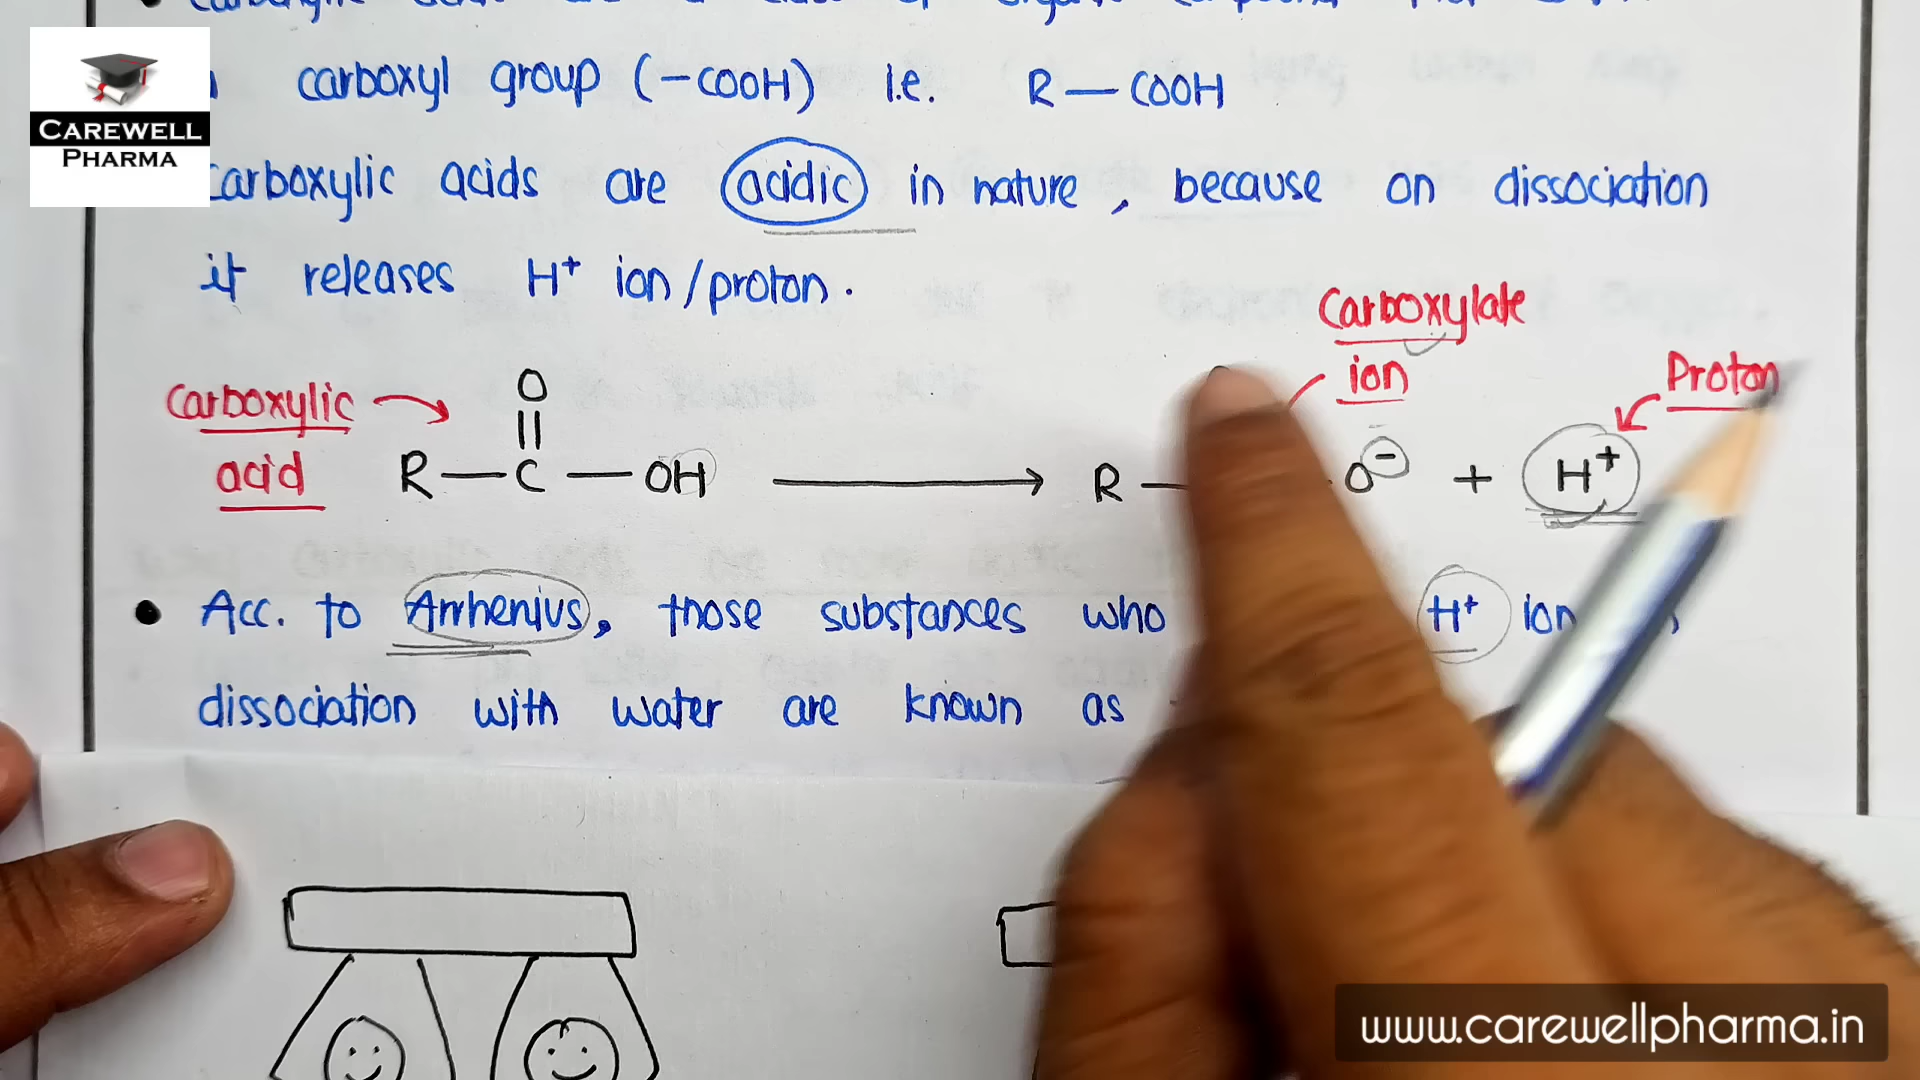 carboxyl group (-COOH) i.e. R — COOH
CAREWELL
PHARMA
Carboxylic acids are acidic in nature, because on dissociation
it releases H⁺ ion/proton.
Carboxylate
ion
Proton
Carboxylic
acid
O
R — C — OH → R — O⁻ + H⁺
• Acc. to Arrhenius, those substances who H⁺ ion
dissociation with water are known as
www.carewellpharma.in